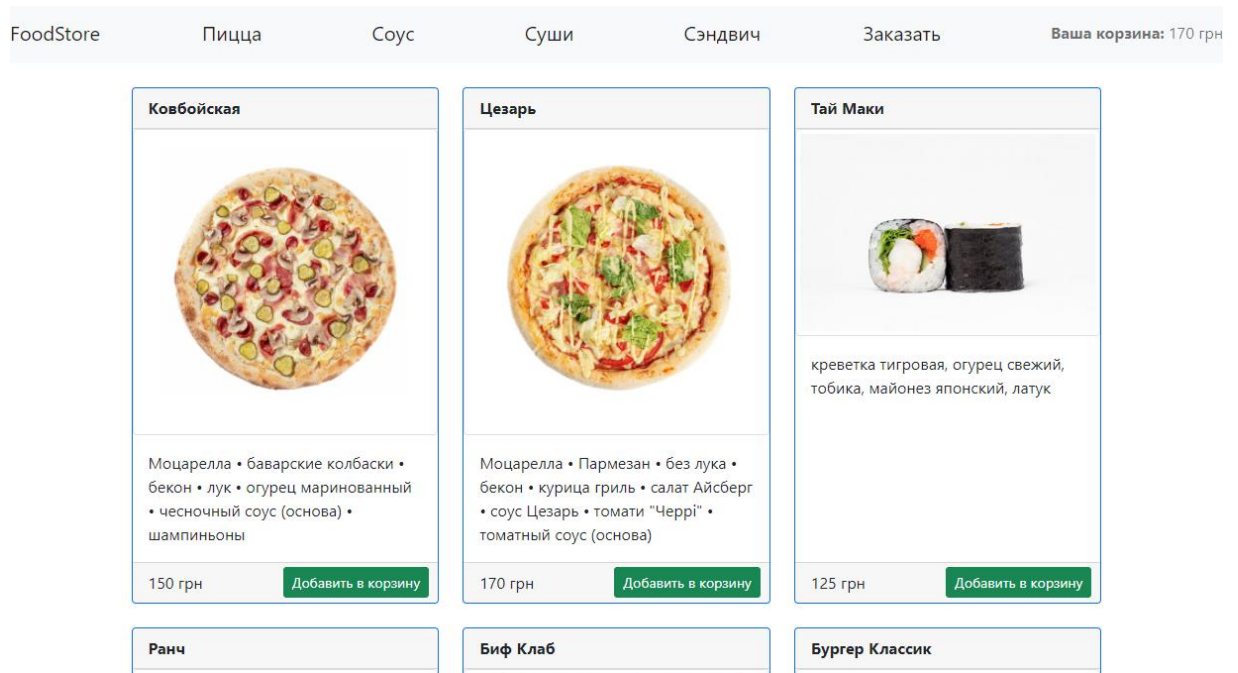 FoodStore Пицца Соус Суши Сэндвич Заказать Ваша корзина: 170 грн
Ковбойская
Моцарелла • баварские колбаски •
бекон • лук • огурец маринованный
• чесночный соус (основа) •
шампиньоны
150 грн Добавить в корзину
Цезарь
Моцарелла • Пармезан • без лука •
бекон • курица гриль • салат Айсберг
• соус Цезарь • томати "Черрі" •
томатный соус (основа)
170 грн Добавить в корзину
Тай Маки
креветка тигровая, огурец свежий,
тобика, майонез японский, латук
125 грн Добавить в корзину
Ранч
Биф Клаб
Бургер Классик